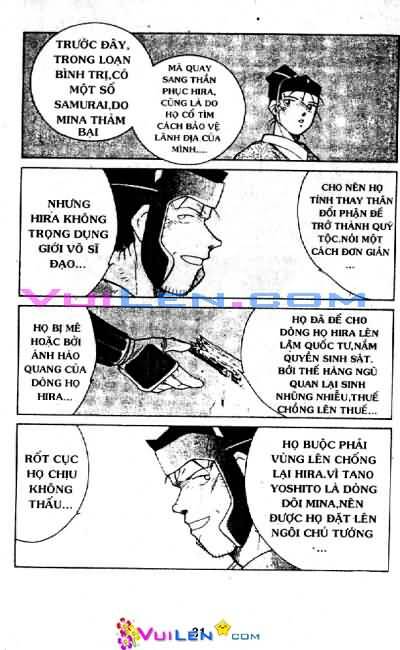 TRƯỚC ĐÂY,
TRONG LOẠN
BÌNH TRỊ,CÓ
MỘT SỐ
SAMURAI,DO
MINA THẢM
BẠI
MÀ QUAY
SANG THẦN
PHỤC HIRA,
CŨNG LÀ DO
HỌ CỐ TÌM
CÁCH BẢO VỆ
LÃNH ĐỊA CỦA
MÌNH.....
NHƯNG
HIRA KHÔNG
TRỌNG DỤNG
GIỚI VÕ SĨ
ĐẠO...
CHO NÊN HỌ
TÍNH THAY THÂN
ĐỔI PHẬN ĐỂ
TRỞ THÀNH QUÝ
TỘC.NÓI MỘT
CÁCH ĐƠN GIẢN
...
VuiLen.com
HỌ BỊ MÊ
HOẶC BỞI
ÁNH HÀO
QUANG CỦA
DÒNG HỌ
HIRA...
HỌ ĐÃ ĐỂ CHO
DÒNG HỌ HIRA LÊN
LÀM QUỐC TƯ,NẮM
QUYỀN SINH SÁT.
BỞI THẾ HÀNG NGŨ
QUAN LẠI SINH
NHŨNG NHIỄU,THUẾ
CHỒNG LÊN THUẾ...
RỐT CỤC
HỌ CHỊU
KHÔNG
THẤU...
HỌ BUỘC PHẢI
VÙNG LÊN CHỐNG
LẠI HIRA.VÌ TANO
YOSHITO LÀ DÒNG
DÕI MINA,NÊN
ĐƯỢC HỌ ĐẶT LÊN
NGÔI CHỦ TƯỚNG
...
21
VuiLen.com